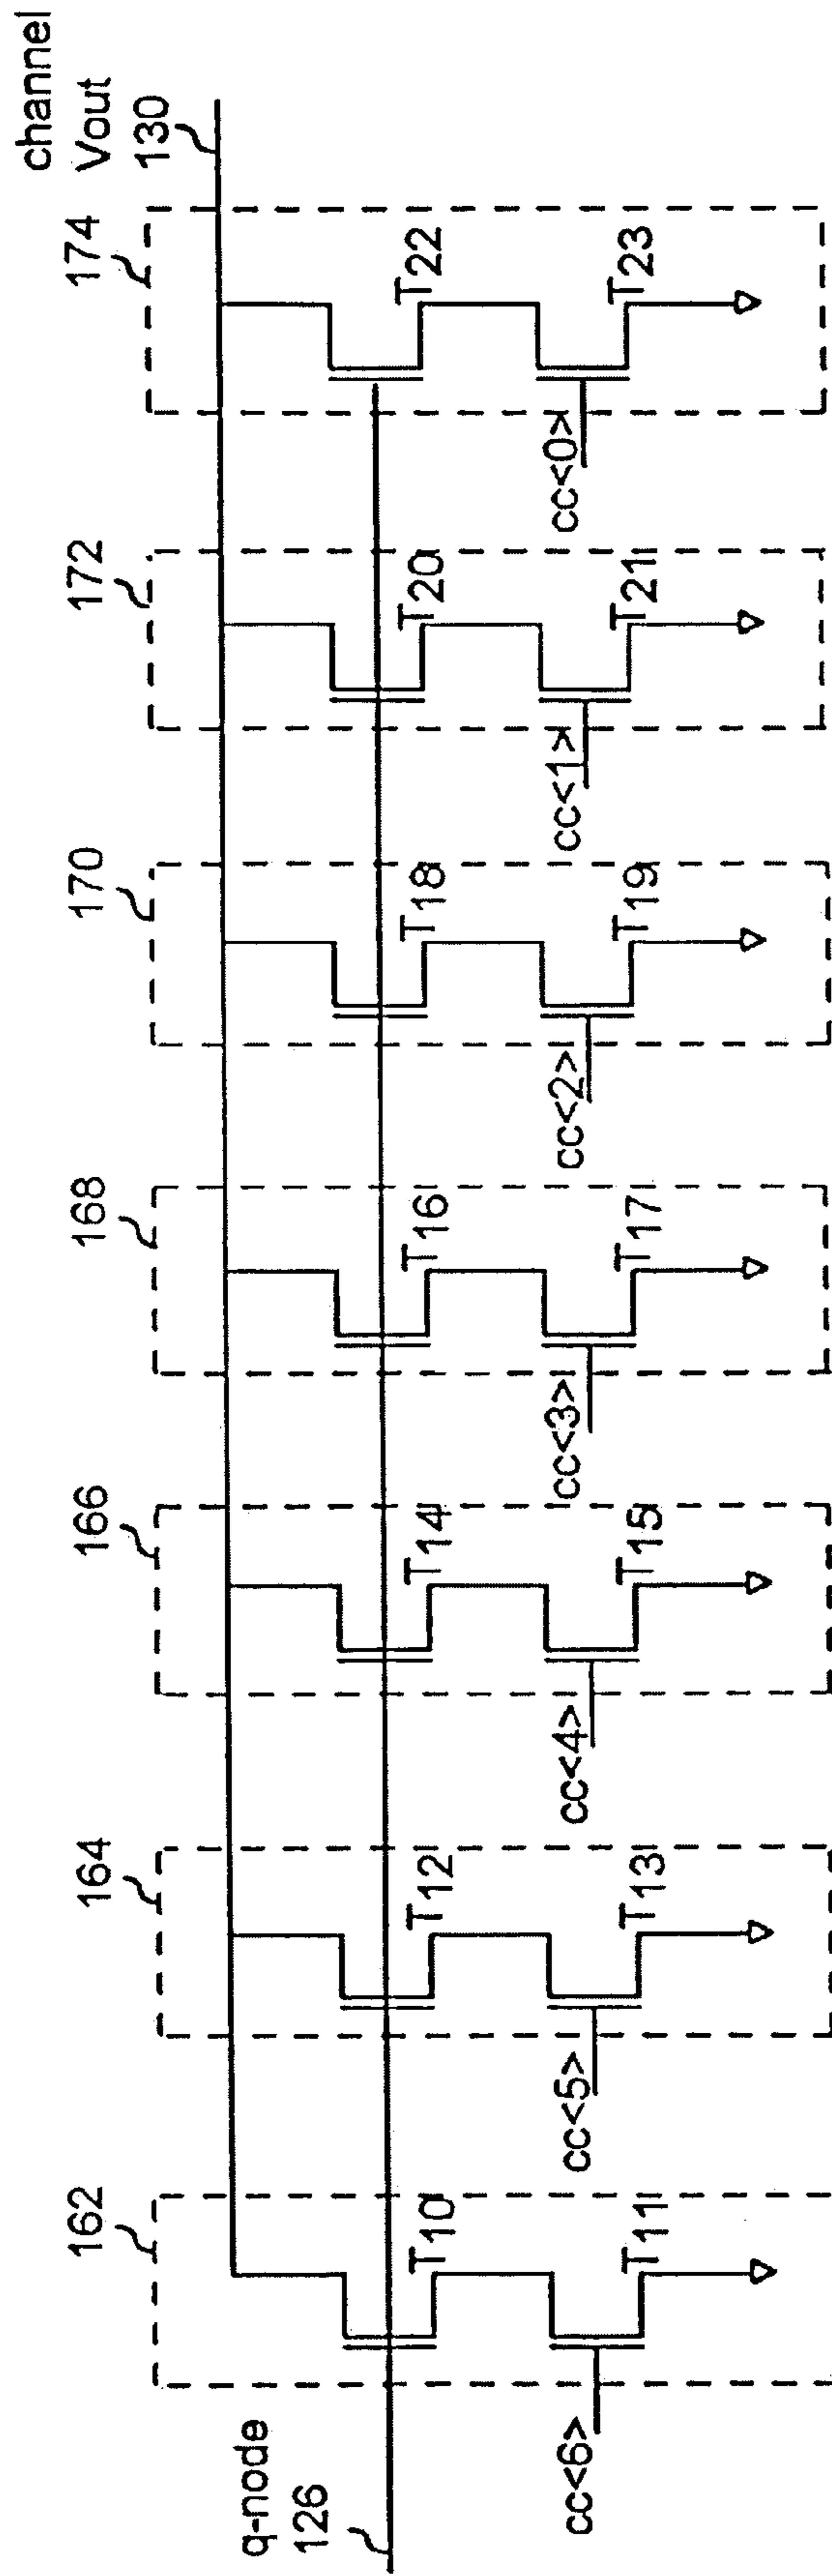 channel
Vout
130
162
164
166
168
170
172
174
q-node
126
T10
T12
T14
T16
T18
T20
T22
T11
T13
T15
T17
T19
T21
T23
cc<6>
cc<5>
cc<4>
cc<3>
cc<2>
cc<1>
cc<0>